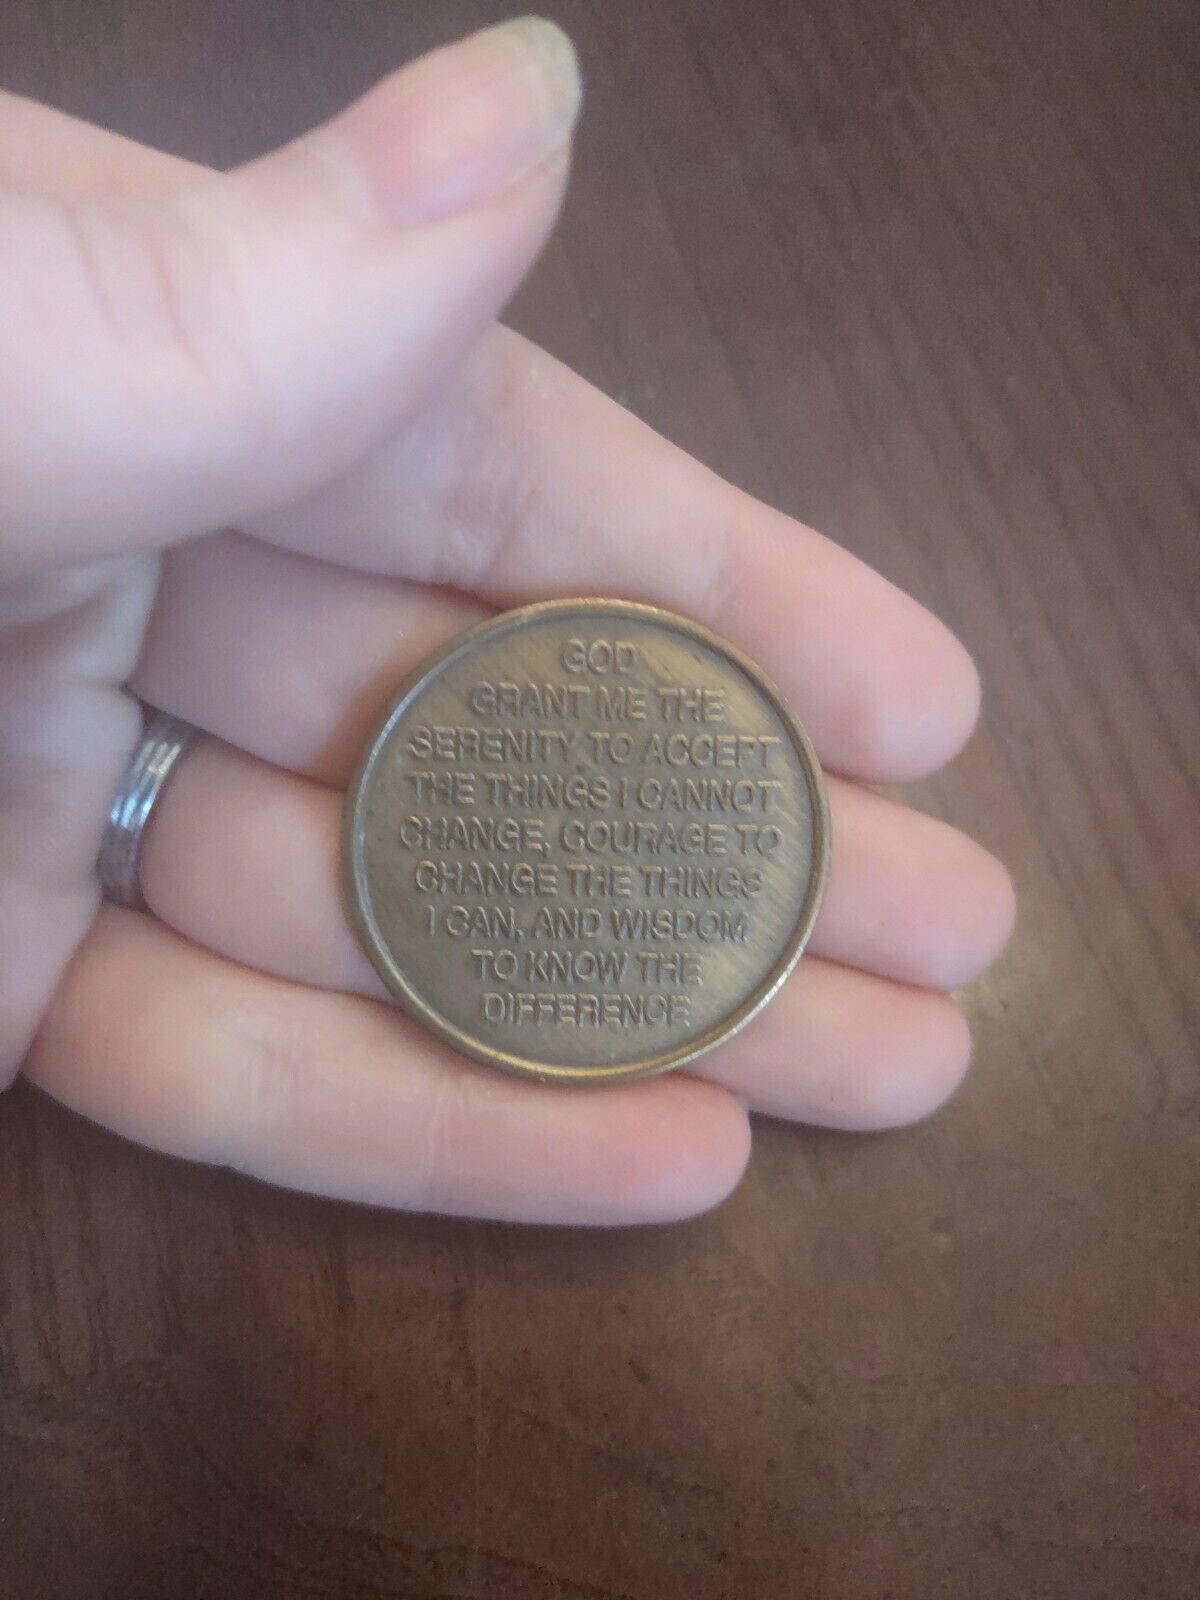 GOD
GRANT ME THE
SERENITY TO ACCEPT
THE THINGS I CANNOT
CHANGE, COURAGE TO
CHANGE THE THINGS
I CAN, AND WISDOM
TO KNOW THE
DIFFERENCE